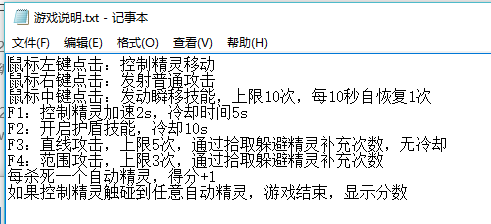 游戏说明.txt - 记事本
文件(F) 编辑(E) 格式(O) 查看(V) 帮助(H)
鼠标左键点击：控制精灵移动
鼠标右键点击：发射普通攻击
鼠标中键点击：发动瞬移技能，上限10次，每10秒自恢复1次
F1：控制精灵加速2s，冷却时间5s
F2：开启护盾技能，冷却10s
F3：直线攻击，上限5次，通过拾取躲避精灵补充次数，无冷却
F4：范围攻击，上限3次，通过拾取躲避精灵补充次数
每杀死一个自动精灵，得分+1
如果控制精灵触碰到任意自动精灵，游戏结束，显示分数